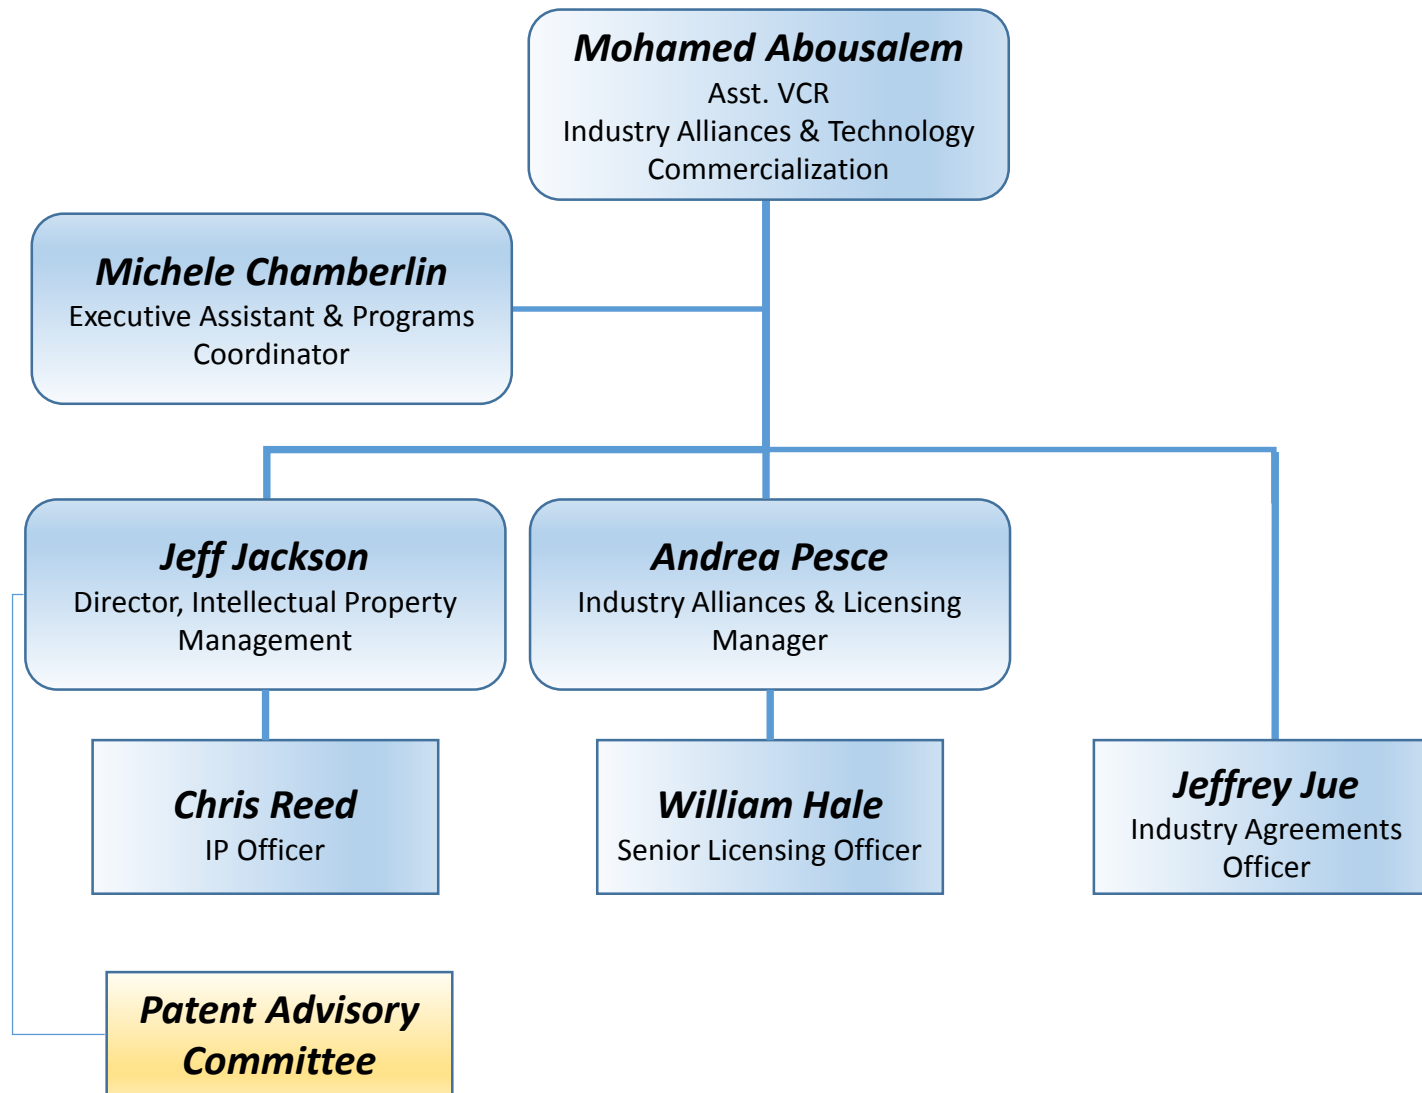 Mohamed Abousalem
Asst. VCR
Industry Alliances & Technology
Commercialization
Michele Chamberlin
Executive Assistant & Programs
Coordinator
Jeff Jackson
Director, Intellectual Property
Management
Andrea Pesce
Industry Alliances & Licensing
Manager
Chris Reed
IP Officer
William Hale
Senior Licensing Officer
Jeffrey Jue
Industry Agreements
Officer
Patent Advisory
Committee